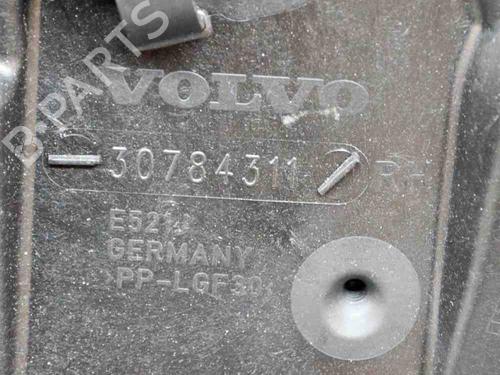 B-PARTS
VOLVO
30784311 RH
E521
GERMANY
>PP-LGF30<